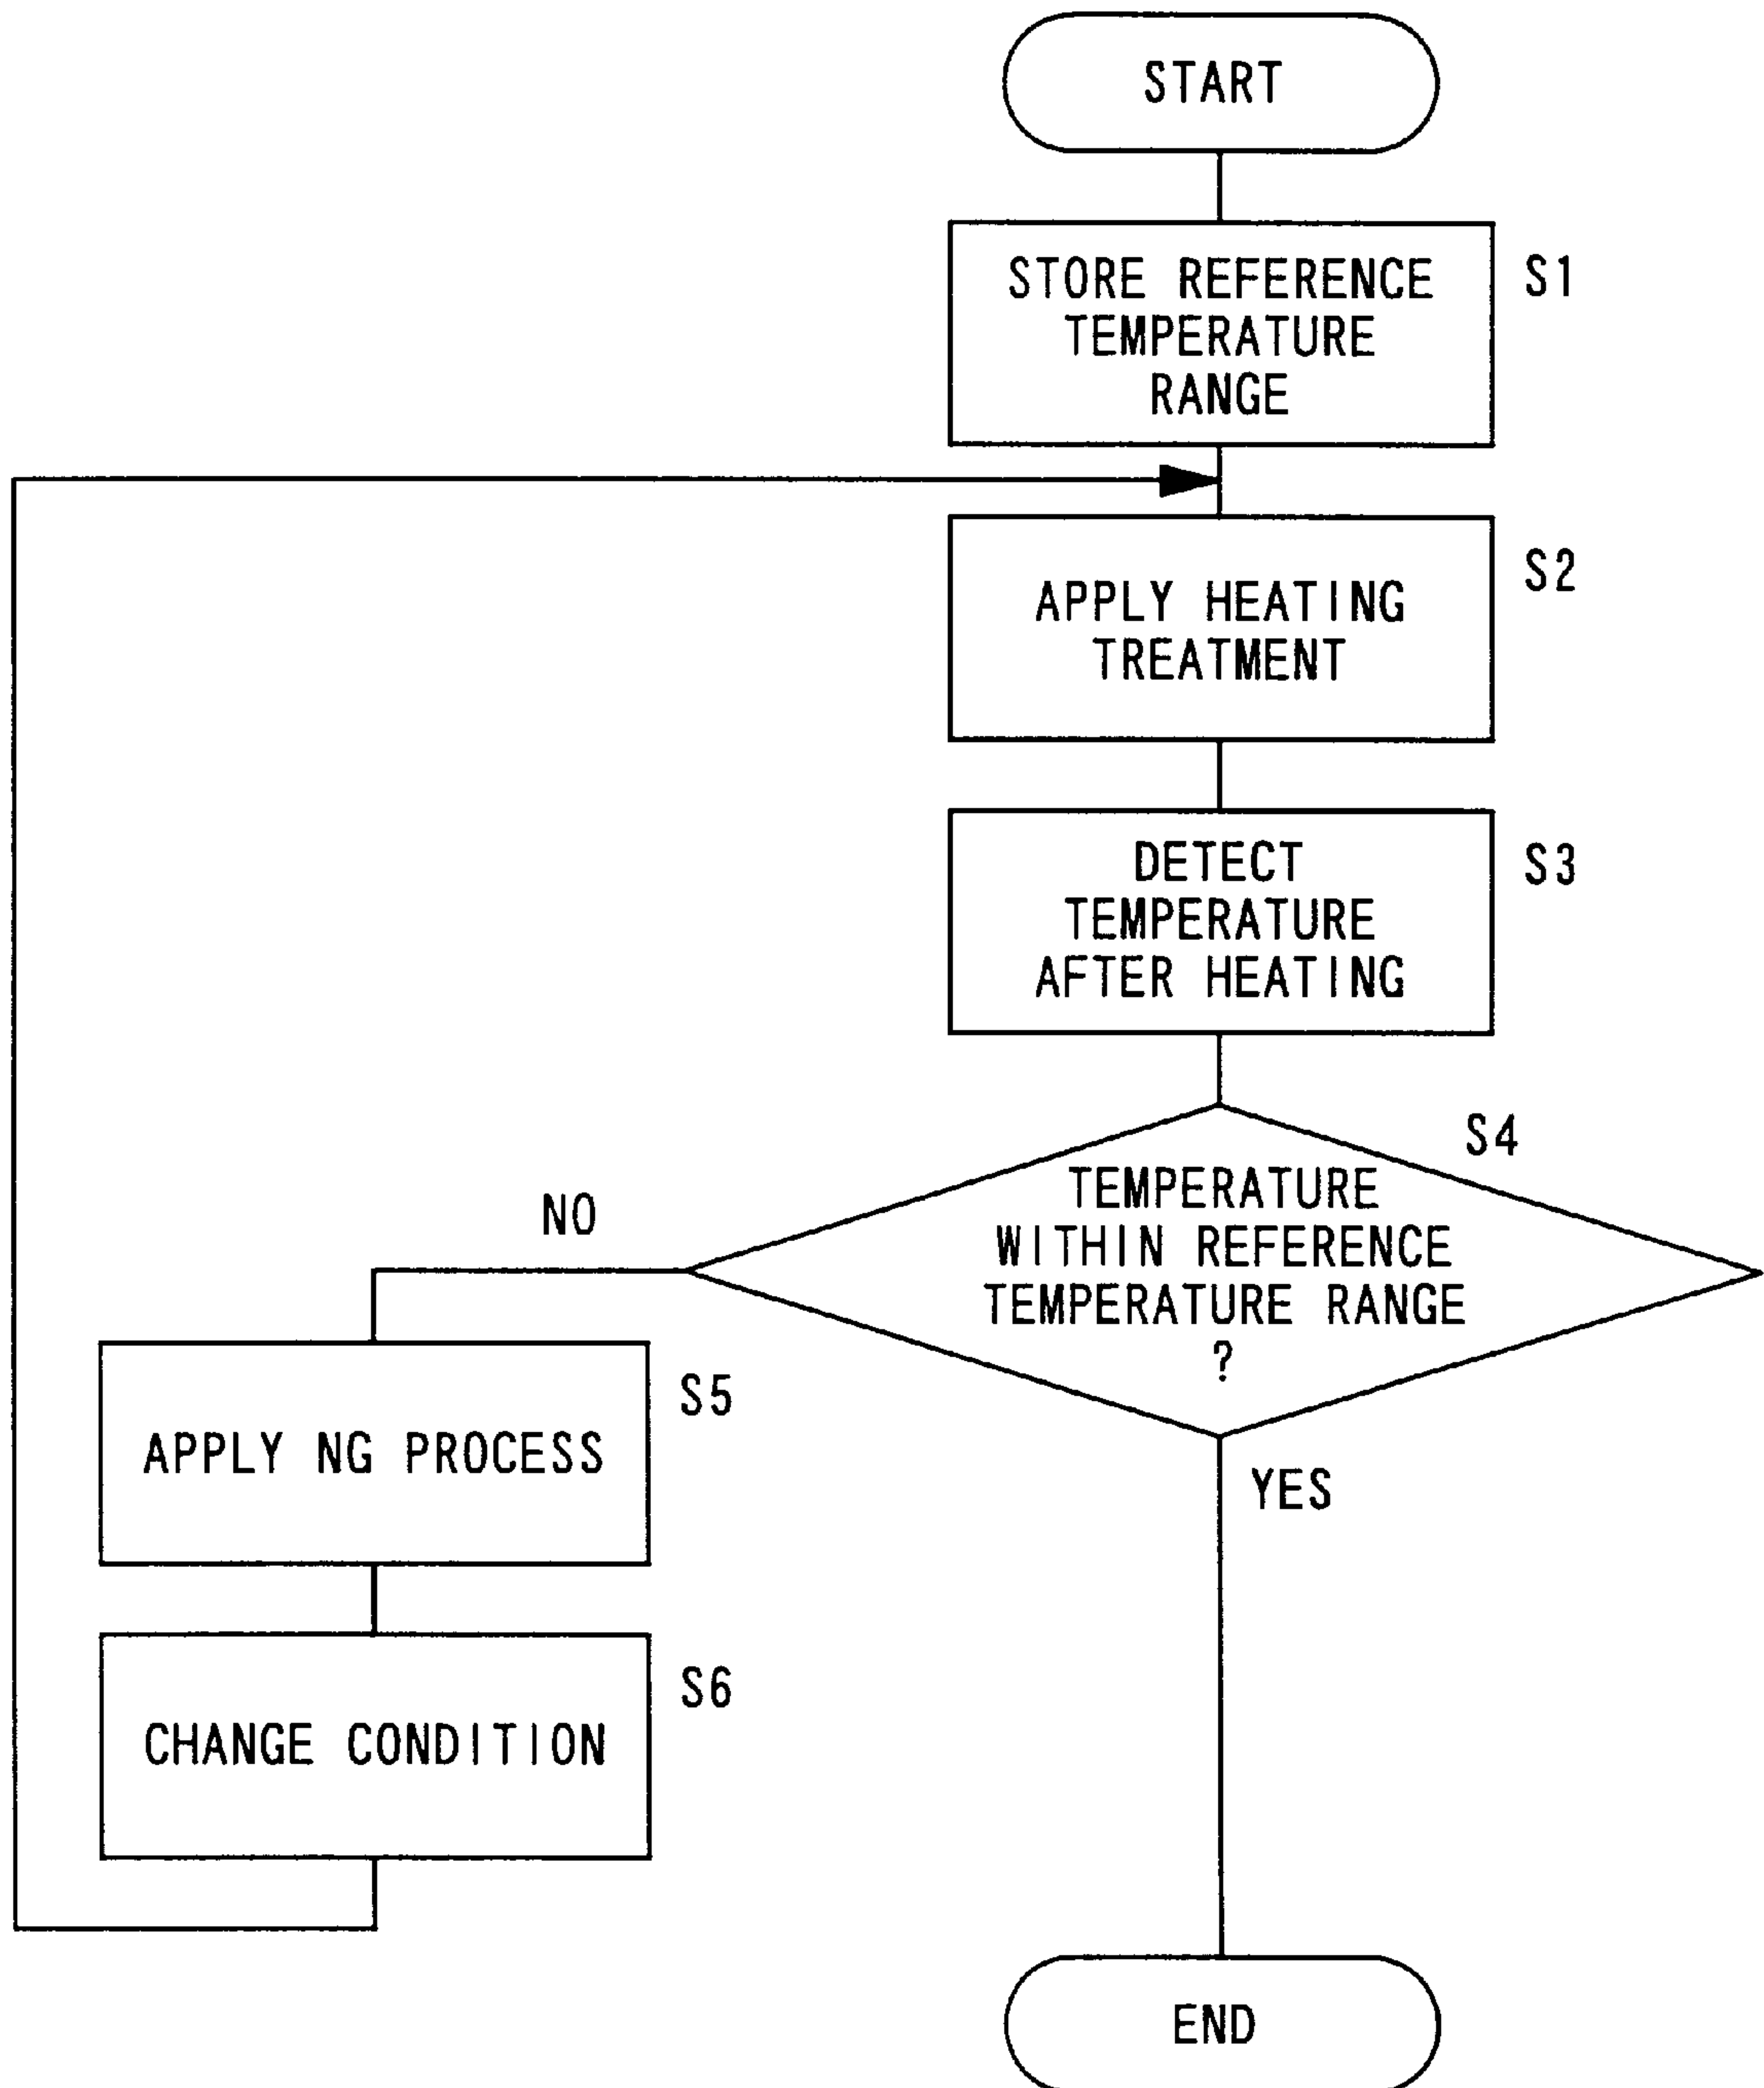 START
STORE REFERENCE
TEMPERATURE
RANGE
S1
APPLY HEATING
TREATMENT
S2
DETECT
TEMPERATURE
AFTER HEATING
S3
TEMPERATURE
WITHIN REFERENCE
TEMPERATURE RANGE
?
S4
NO
YES
APPLY NG PROCESS
S5
CHANGE CONDITION
S6
END